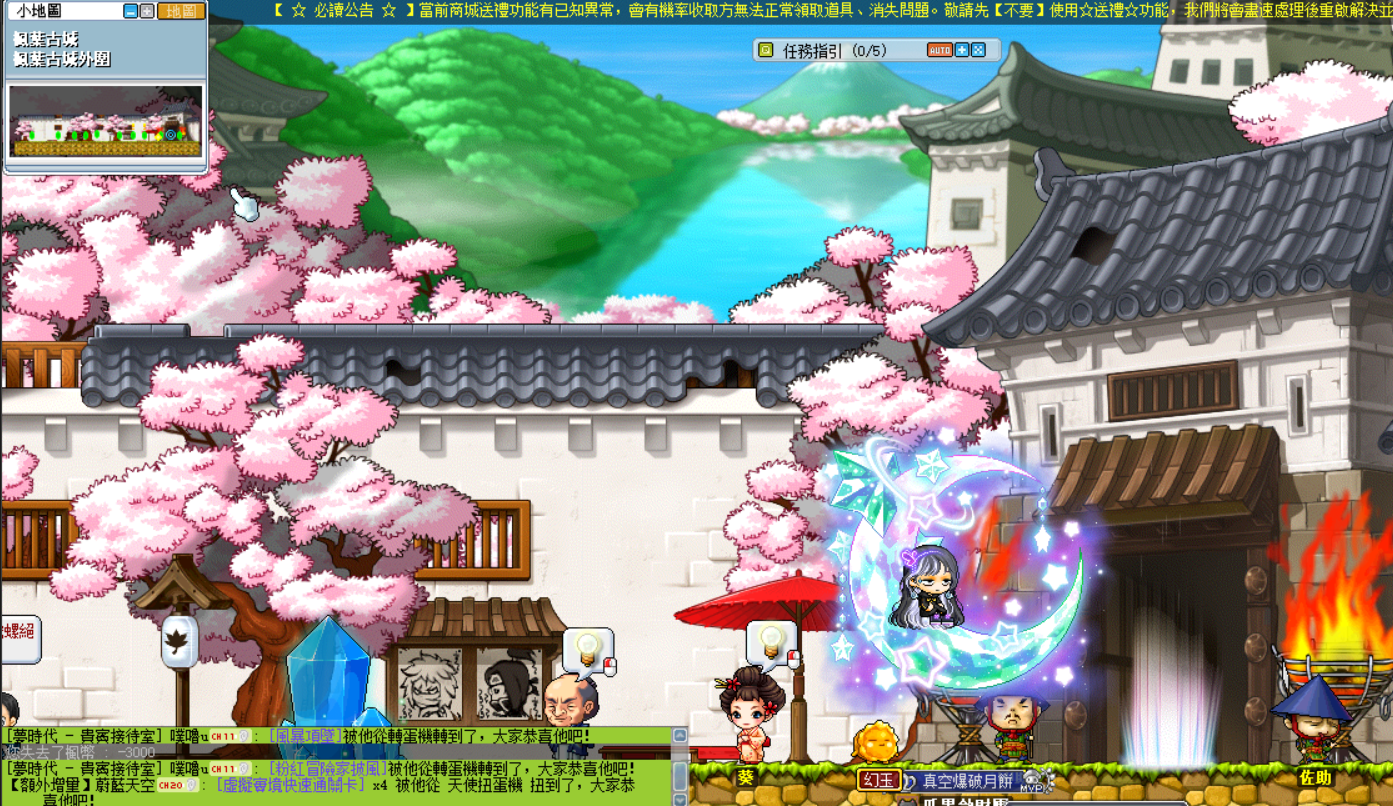 小地圖 地圖
【 ☆ 必讀公告 ☆ 】當前商城送禮功能有已知異常，會有機率收取方無法正常領取道具、消失問題。敬請先【不要】使用☆送禮☆功能，我們將會盡速處理後重啟解決並
楓葉古城
楓葉古城外圍
任務指引 (0/5) AUTO
[夢時代 - 貴賓接待室] 噗嚕u CH11 : [風暴頂墜]被他從轉蛋機轉到了，大家恭喜他吧!
您失去了楓幣 : -3000
[夢時代 - 貴賓接待室] 噗嚕u CH11 : [粉紅冒險家披風]被他從轉蛋機轉到了，大家恭喜他吧!
【額外增量】蔚藍天空 CH20 : [虛擬賽境快速通關卡] x4 被他從 天使扭蛋機 扭到了，大家恭
喜他吧!
葵
幻玉 真空爆破月餅 MVP
佐助